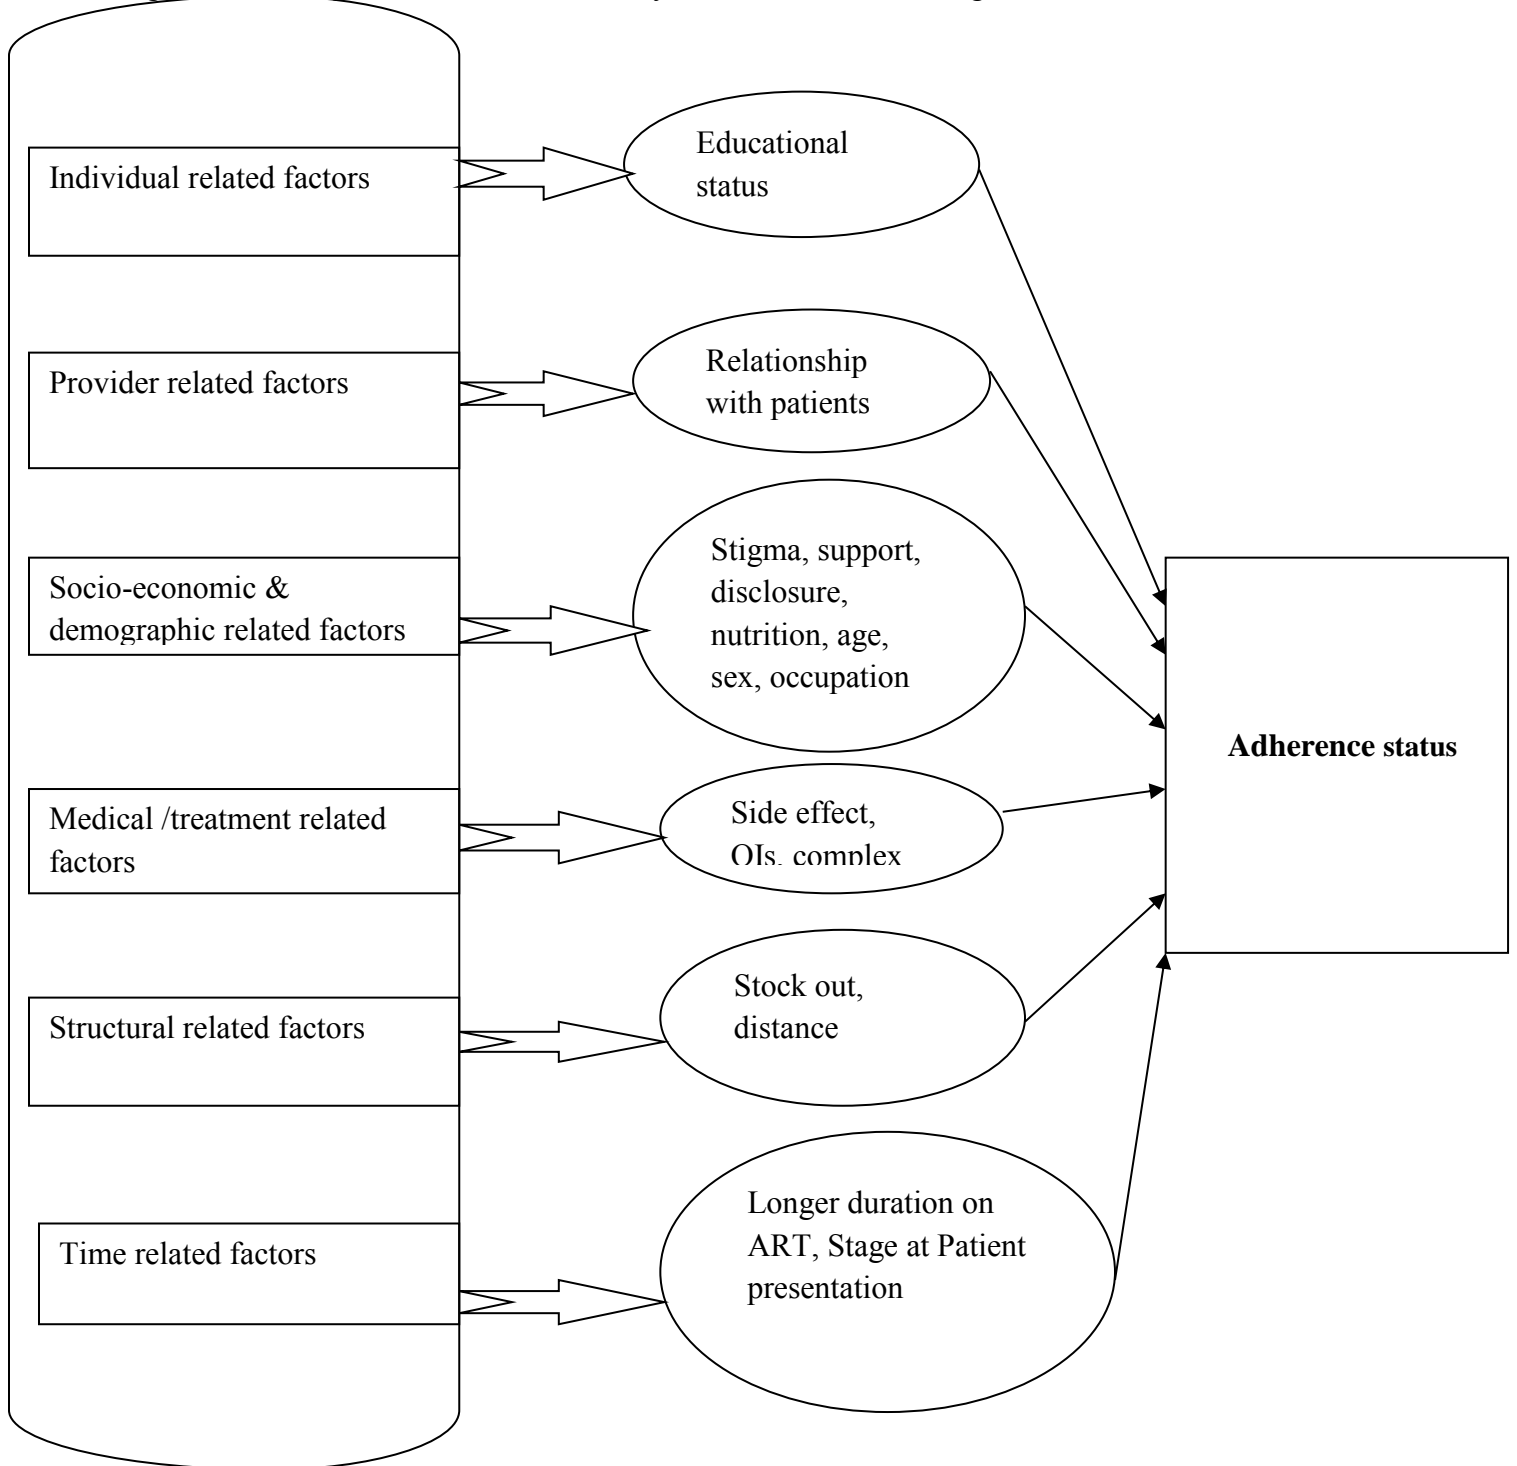 Individual related factors
Educational
status
Provider related factors
Relationship
with patients
Socio-economic &
demographic related factors
Stigma, support,
disclosure,
nutrition, age,
sex, occupation
Adherence status
Medical /treatment related
factors
Side effect,
OIs, complex
Structural related factors
Stock out,
distance
Time related factors
Longer duration on
ART, Stage at Patient
presentation